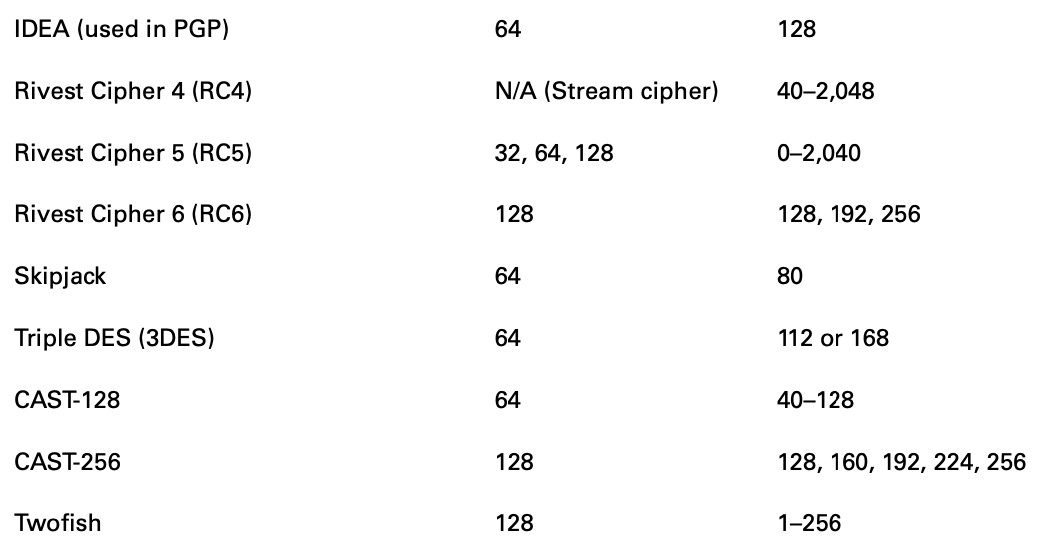 IDEA (used in PGP) 64 128
Rivest Cipher 4 (RC4) N/A (Stream cipher) 40–2,048
Rivest Cipher 5 (RC5) 32, 64, 128 0–2,040
Rivest Cipher 6 (RC6) 128 128, 192, 256
Skipjack 64 80
Triple DES (3DES) 64 112 or 168
CAST-128 64 40–128
CAST-256 128 128, 160, 192, 224, 256
Twofish 128 1–256